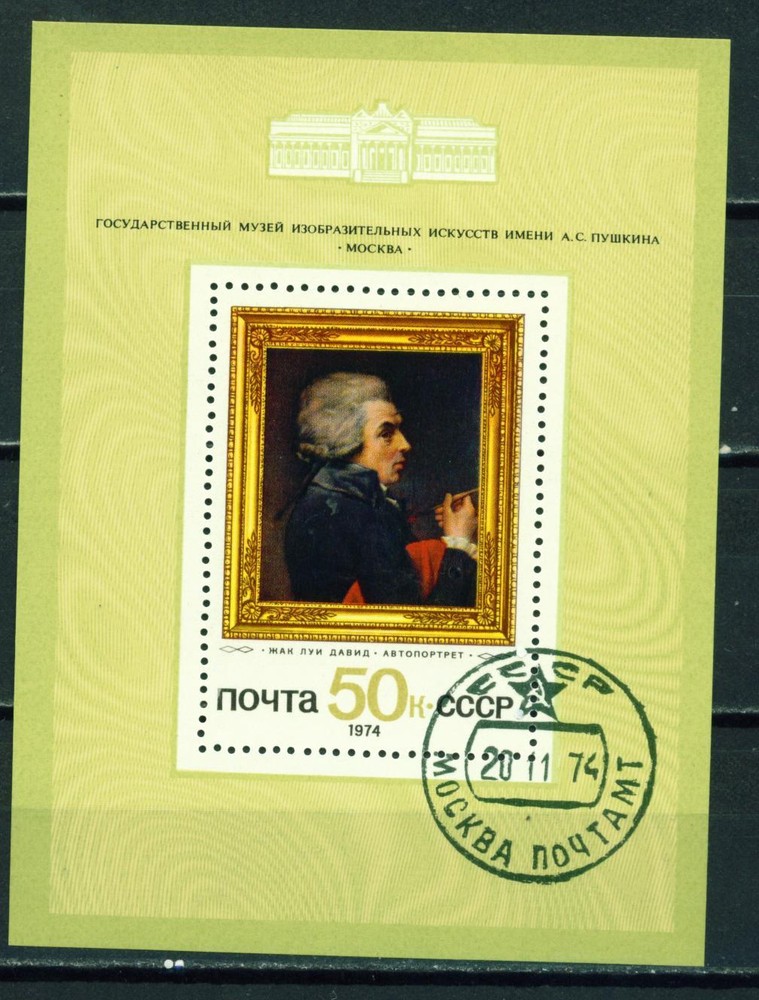 ГОСУДАРСТВЕННЫЙ МУЗЕЙ ИЗОБРАЗИТЕЛЬНЫХ ИСКУССТВ ИМЕНИ А.С. ПУШКИНА
· МОСКВА ·
· ЖАК ЛУИ ДАВИД · АВТОПОРТРЕТ ·
ПОЧТА 50К·СССР
1974
СССР
20 11 74
МОСКВА ПОЧТАМТ